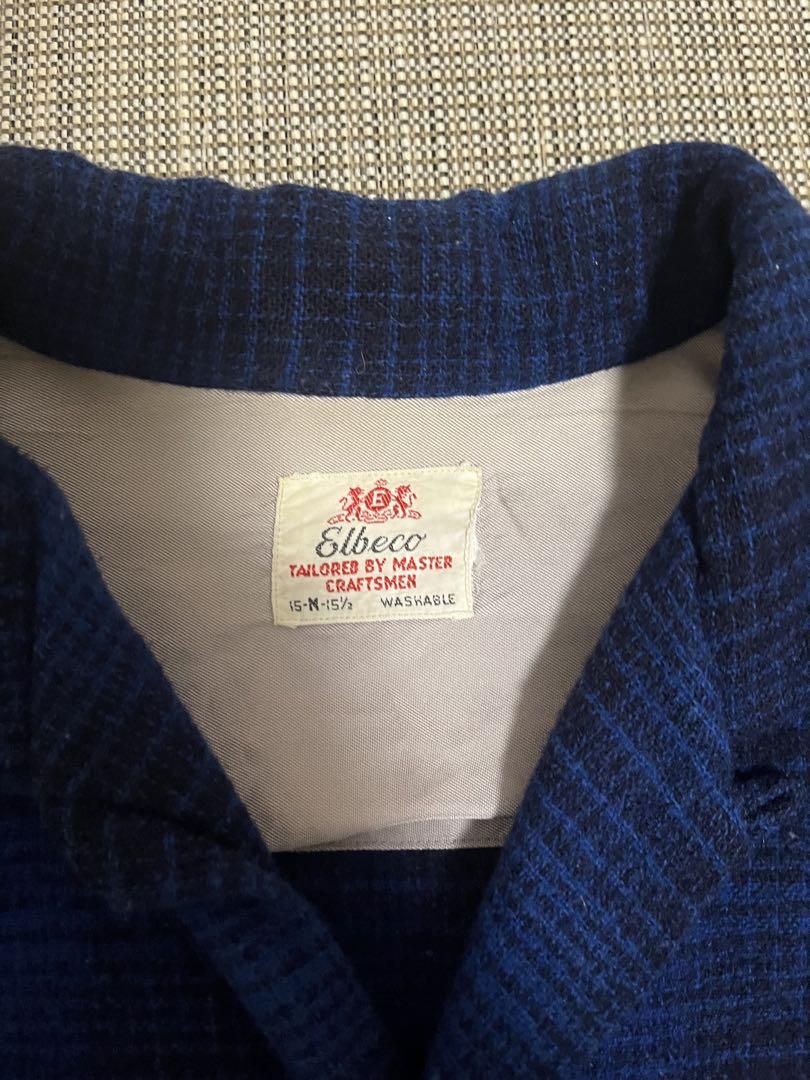 E
Elbeco
TAILORED BY MASTER
CRAFTSMEN
15-M-15½ WASHABLE